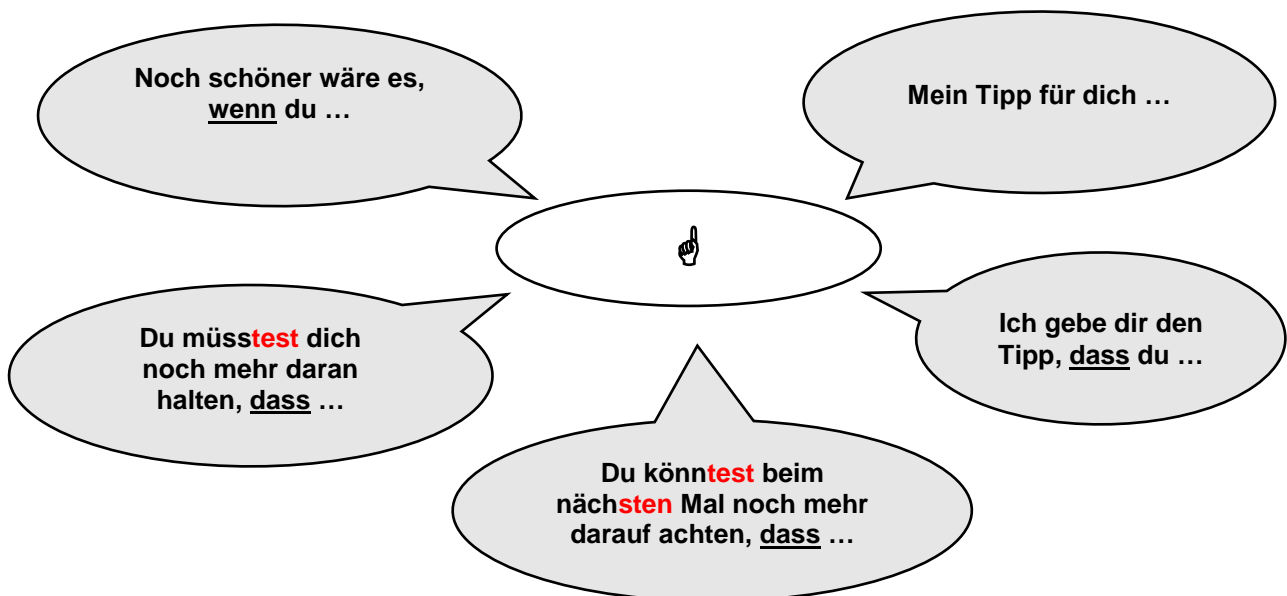 Noch schöner wäre es,
wenn du …
Mein Tipp für dich …
Du müsstest dich
noch mehr daran
halten, dass …
Ich gebe dir den
Tipp, dass du …
Du könntest beim
nächsten Mal noch mehr
darauf achten, dass …